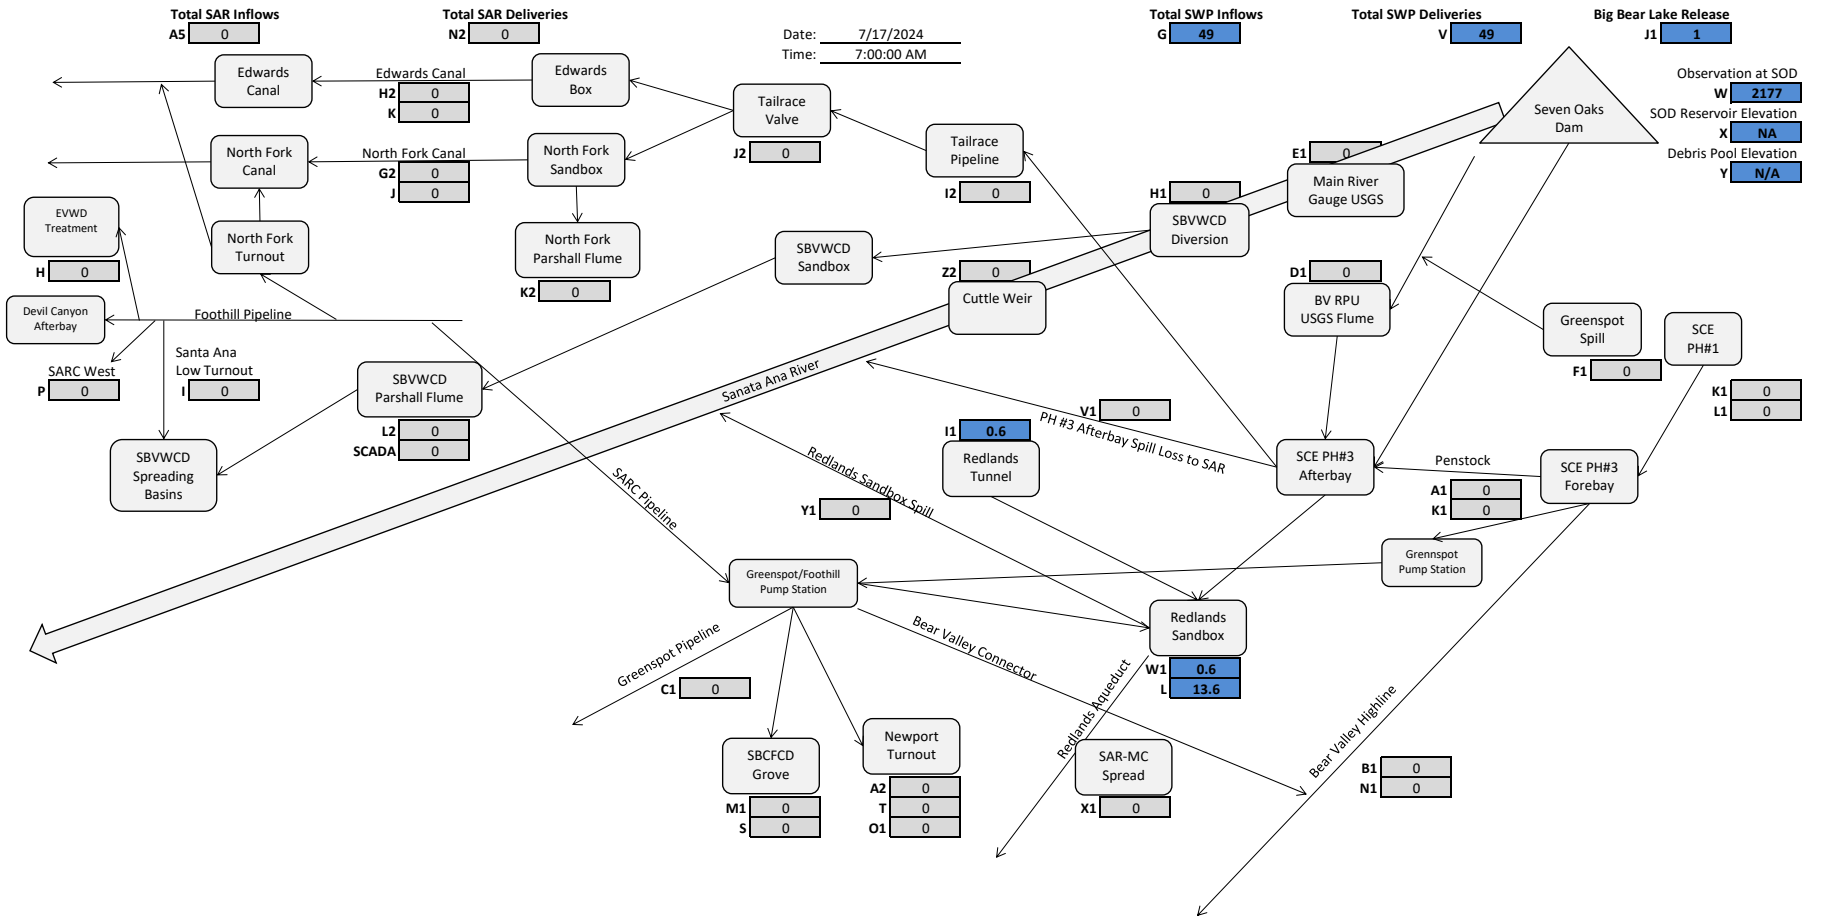 Total SAR Inflows
A5 0
Total SAR Deliveries
N2 0
Date: 7/17/2024
Time: 7:00:00 AM
Total SWP Inflows
G 49
Total SWP Deliveries
V 49
Big Bear Lake Release
J1 1
Observation at SOD
W 2177
SOD Reservoir Elevation
X NA
Debris Pool Elevation
Y N/A
Seven Oaks
Dam
Edwards
Canal
Edwards Canal
H2 0
K 0
Edwards
Box
Tailrace
Valve
J2 0
Tailrace
Pipeline
I2 0
North Fork
Canal
North Fork Canal
G2 0
J 0
North Fork
Sandbox
E1 0
Main River
Gauge USGS
H1 0
SBVWCD
Diversion
EVWD
Treatment
H 0
North Fork
Turnout
North Fork
Parshall Flume
K2 0
SBVWCD
Sandbox
Z2 0
Cuttle Weir
D1 0
BV RPU
USGS Flume
Greenspot
Spill
F1 0
SCE
PH#1
K1 0
L1 0
Devil Canyon
Afterbay
Foothill Pipeline
SARC West
P 0
Santa Ana
Low Turnout
I 0
SBVWCD
Parshall Flume
L2 0
SCADA 0
SBVWCD
Spreading
Basins
Sanata Ana River
V1 0
PH #3 Afterbay Spill Loss to SAR
I1 0.6
Redlands
Tunnel
Redlands Sandbox Spill
Y1 0
SARC Pipeline
SCE PH#3
Afterbay
Penstock
A1 0
K1 0
SCE PH#3
Forebay
Grennspot
Pump Station
Greenspot/Foothill
Pump Station
Redlands
Sandbox
W1 0.6
L 13.6
Greenspot Pipeline
C1 0
Bear Valley Connector
Redlands Aqueduct
Bear Valley Highline
SBCFCD
Grove
M1 0
S 0
Newport
Turnout
A2 0
T 0
O1 0
SAR-MC
Spread
X1 0
B1 0
N1 0